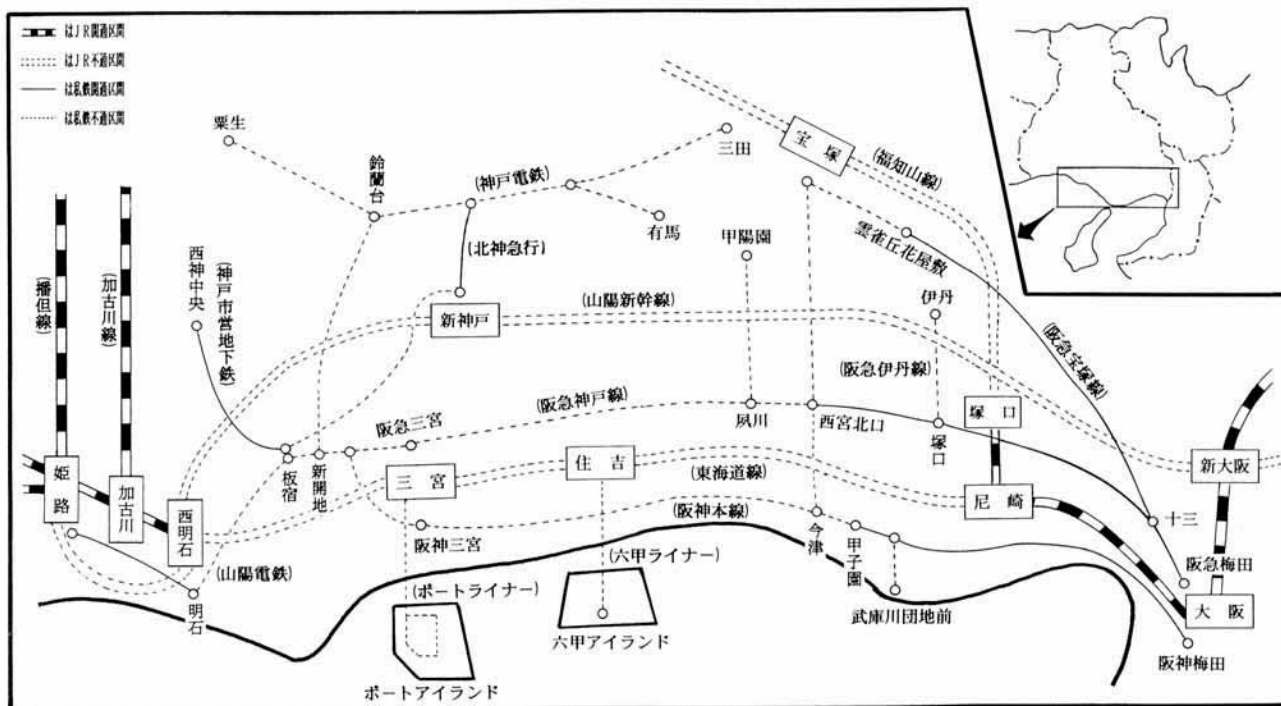 はJR開通区間
はJR不通区間
は私鉄開通区間
は私鉄不通区間
粟生
鈴蘭台
(神戸電鉄)
三田
有馬
宝塚
(福知山線)
(北神急行)
甲陽園
雲雀丘花屋敷
西神中央
(神戸市営地下鉄)
(加古川線)
(播但線)
新神戸
(山陽新幹線)
伊丹
(阪急伊丹線)
(阪急宝塚線)
阪急三宮
(阪急神戸線)
夙川
西宮北口
塚口
塚口
姫路
加古川
西明石
板宿
新開地
三宮
住吉
(東海道線)
尼崎
新大阪
十三
阪神三宮
(阪神本線)
今津
甲子園
武庫川団地前
阪急梅田
大阪
阪神梅田
(山陽電鉄)
明石
(ポートライナー)
ポートアイランド
(六甲ライナー)
六甲アイランド